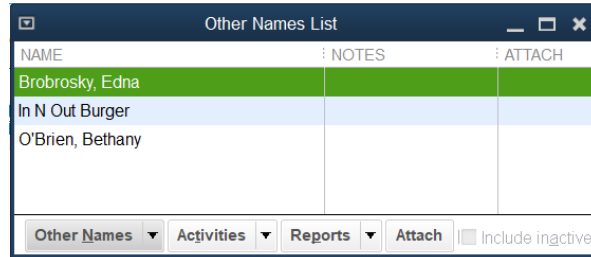 Other Names List
NAME NOTES ATTACH
Brobrosky, Edna
In N Out Burger
O'Brien, Bethany
Other Names Activities Reports Attach Include inactive